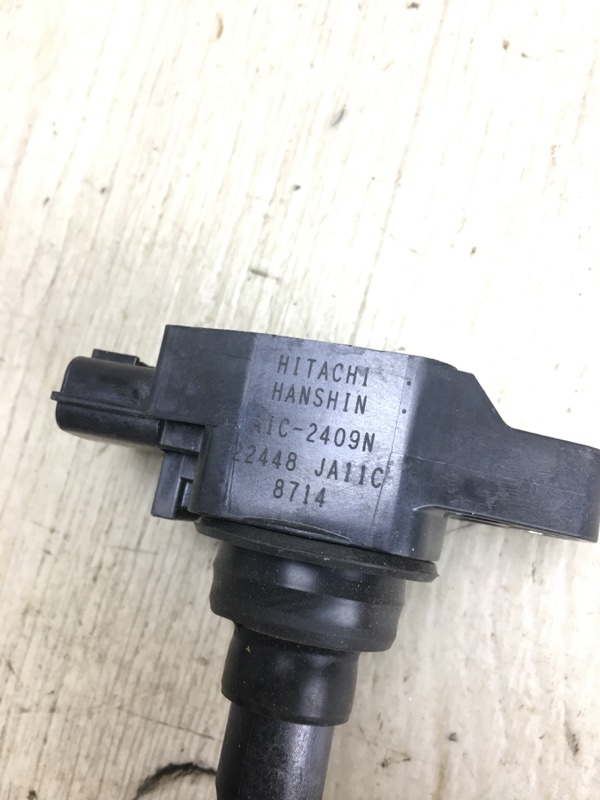 HITACHI
HANSHIN
AIC-2409N
22448 JA11C
8714